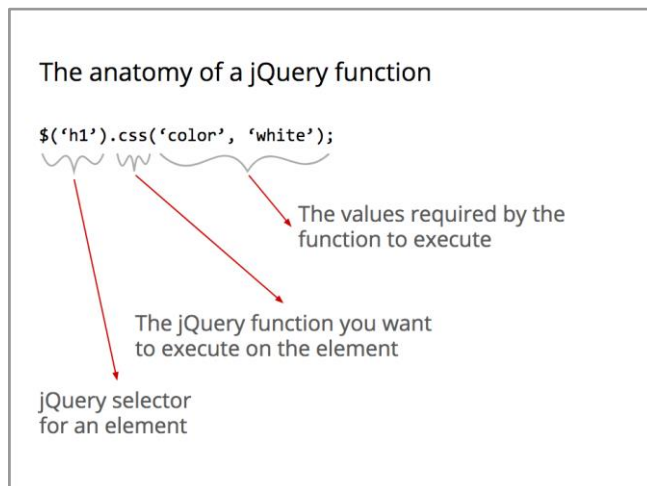 The anatomy of a jQuery function
$(‘h1’).css(‘color’, ‘white’);
The values required by the
function to execute
The jQuery function you want
to execute on the element
jQuery selector
for an element